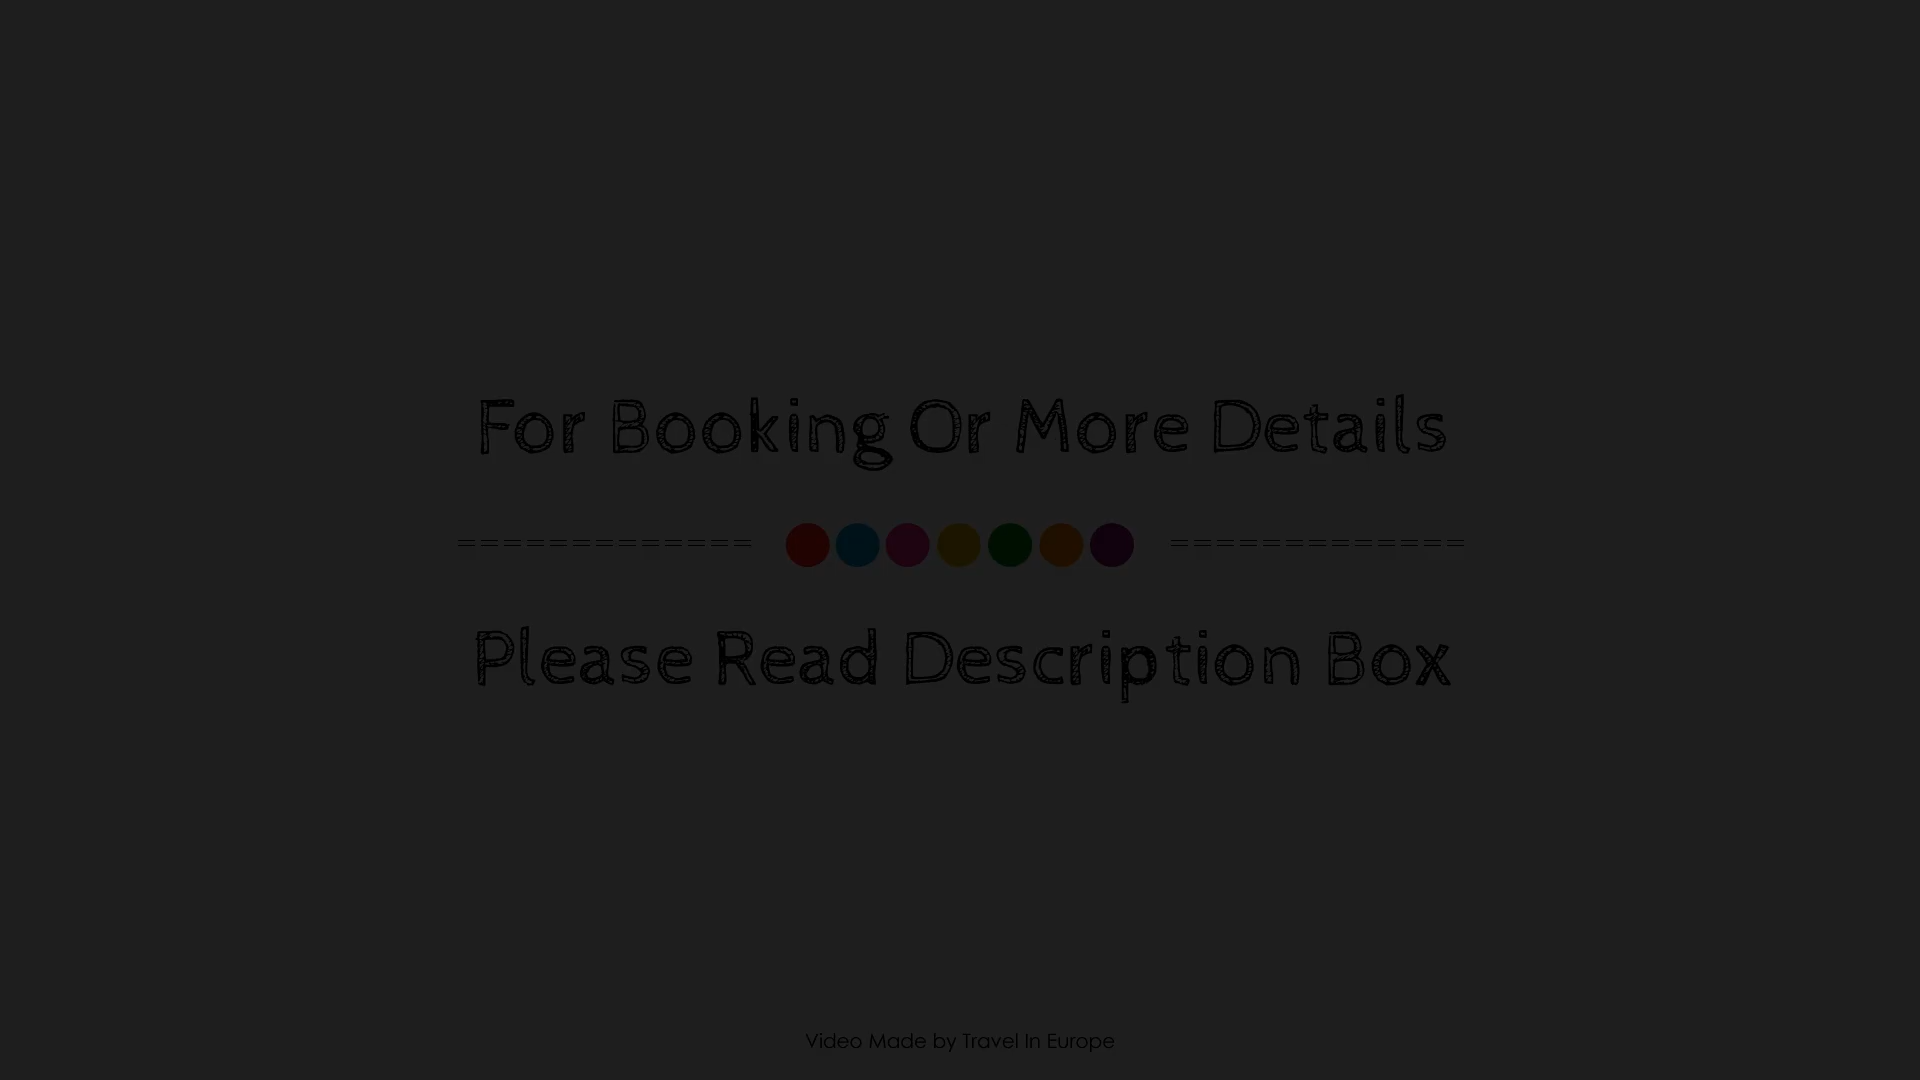 For Booking Or More Details
============= =============
Please Read Description Box
Video Made by Travel In Europe